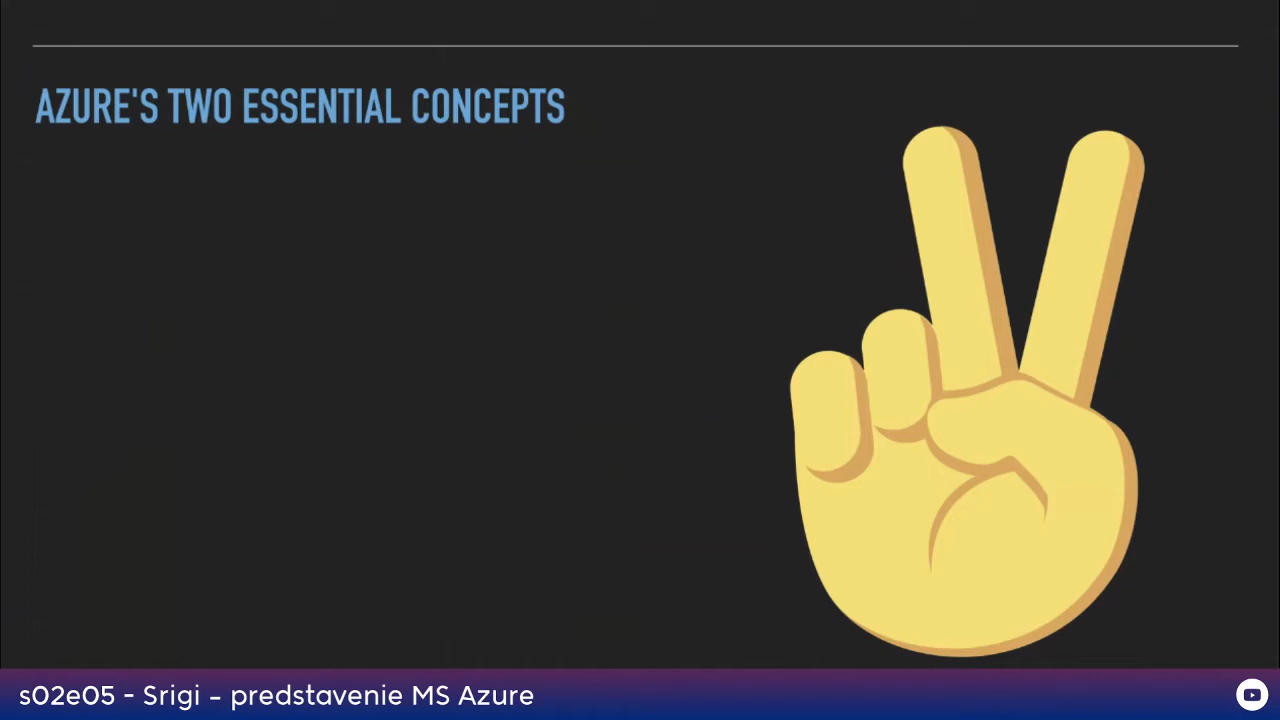 AZURE'S TWO ESSENTIAL CONCEPTS
s02e05 - Srigi - predstavenie MS Azure